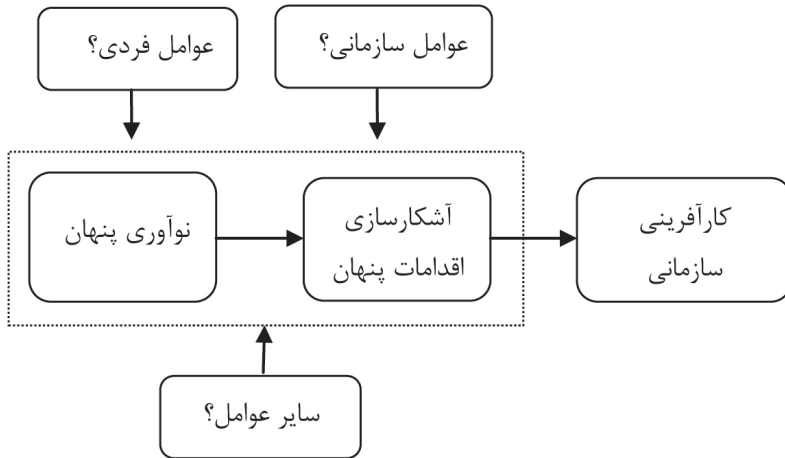 عوامل فردی؟
عوامل سازمانی؟
نوآوری پنهان
آشکارسازی
اقدامات پنهان
کارآفرینی
سازمانی
سایر عوامل؟